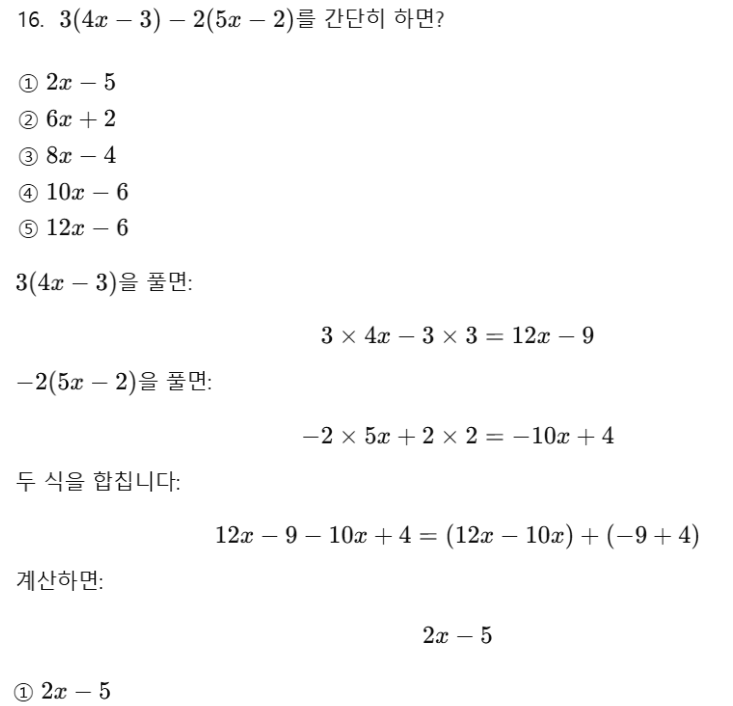 16. 3(4x − 3) − 2(5x − 2)를 간단히 하면?
① 2x − 5
② 6x + 2
③ 8x − 4
④ 10x − 6
⑤ 12x − 6
3(4x − 3)을 풀면:
3 × 4x − 3 × 3 = 12x − 9
−2(5x − 2)을 풀면:
−2 × 5x + 2 × 2 = −10x + 4
두 식을 합칩니다:
12x − 9 − 10x + 4 = (12x − 10x) + (−9 + 4)
계산하면:
2x − 5
① 2x − 5